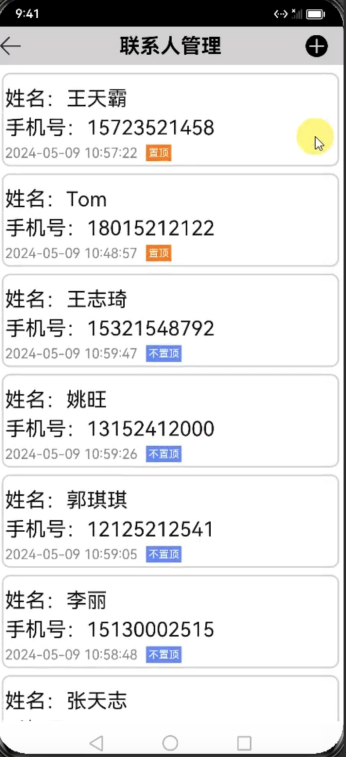 9:41
联系人管理
姓名：王天霸
手机号：15723521458
2024-05-09 10:57:22 置顶
姓名：Tom
手机号：18015212122
2024-05-09 10:48:57 置顶
姓名：王志琦
手机号：15321548792
2024-05-09 10:59:47 不置顶
姓名：姚旺
手机号：13152412000
2024-05-09 10:59:26 不置顶
姓名：郭琪琪
手机号：12125212541
2024-05-09 10:59:05 不置顶
姓名：李丽
手机号：15130002515
2024-05-09 10:58:48 不置顶
姓名：张天志